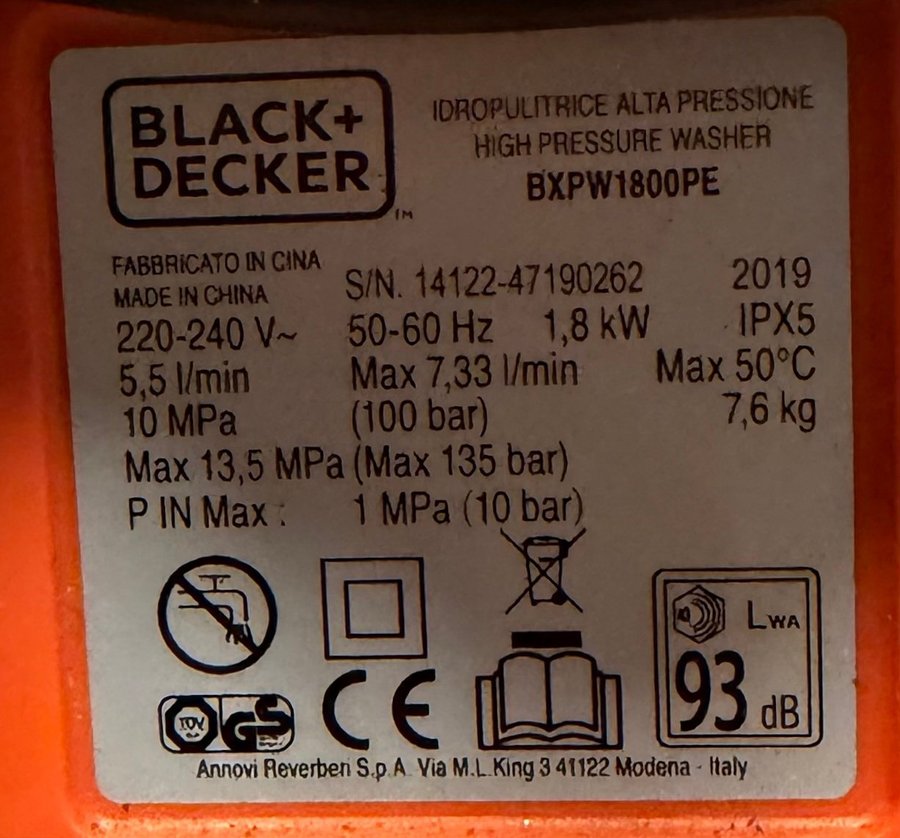 BLACK+
DECKER
™
IDROPULITRICE ALTA PRESSIONE
HIGH PRESSURE WASHER
BXPW1800PE
FABBRICATO IN CINA
MADE IN CHINA
S/N. 14122-47190262 2019
220-240 V~ 50-60 Hz 1,8 kW IPX5
5,5 l/min Max 7,33 l/min Max 50°C
10 MPa (100 bar) 7,6 kg
Max 13,5 MPa (Max 135 bar)
P IN Max : 1 MPa (10 bar)
LWA
93 dB
TÜV GS
CE
Annovi Reverberi S.p.A. Via M.L.King 3 41122 Modena - Italy